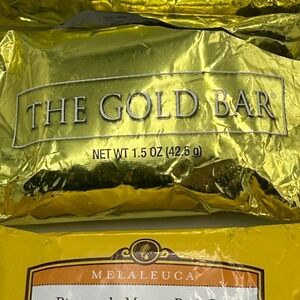 THE GOLD BAR
NET WT 1.5 OZ (42.5 g)
MELALEUCA